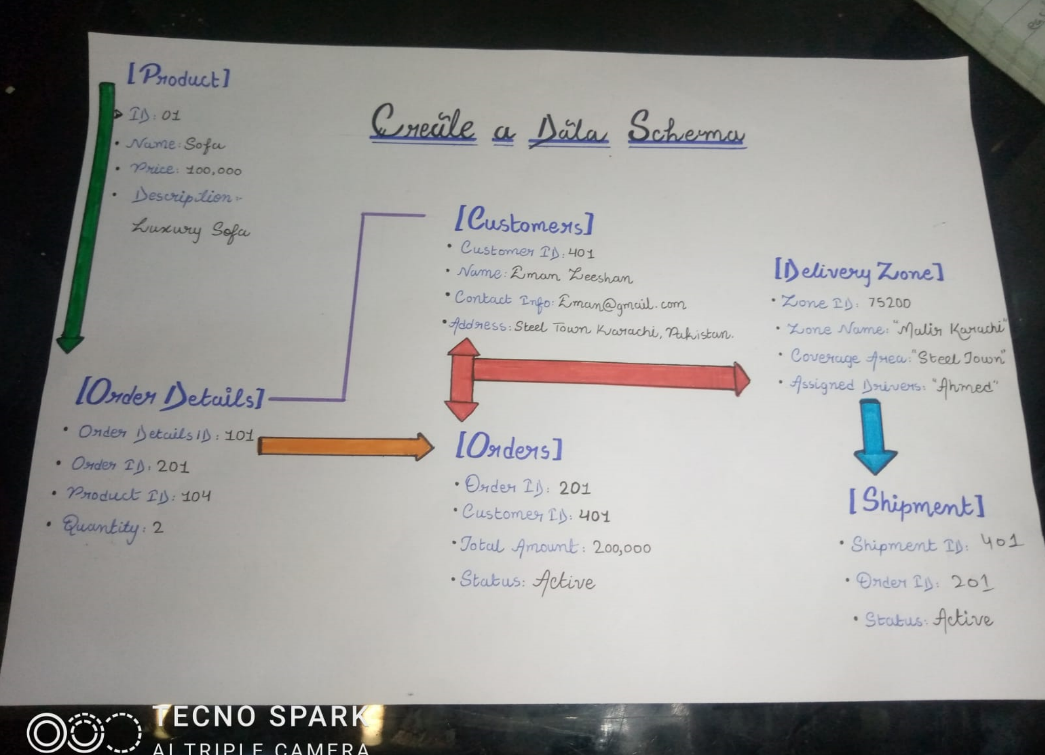 [Product]
• ID: 01
• Name: Sofa
• Price: 100,000
• Description:-
Luxury Sofa
Create a Data Schema
[Customers]
• Customer ID: 401
• Name: Eman Zeeshan
• Contact Info: Eman@gmail.com
• Address: Steel Town Karachi, Pakistan.
[Delivery Zone]
• Zone ID: 75200
• Zone Name: "Malir Karachi"
• Coverage Area: "Steel Town"
• Assigned Drivers: "Ahmed"
[Order Details]
• Order Details ID: 101
• Order ID: 201
• Product ID: 104
• Quantity: 2
[Orders]
• Order ID: 201
• Customer ID: 401
• Total Amount: 200,000
• Status: Active
[Shipment]
• Shipment ID: 401
• Order ID: 201
• Status: Active
TECNO SPARK
AI TRIPLE CAMERA